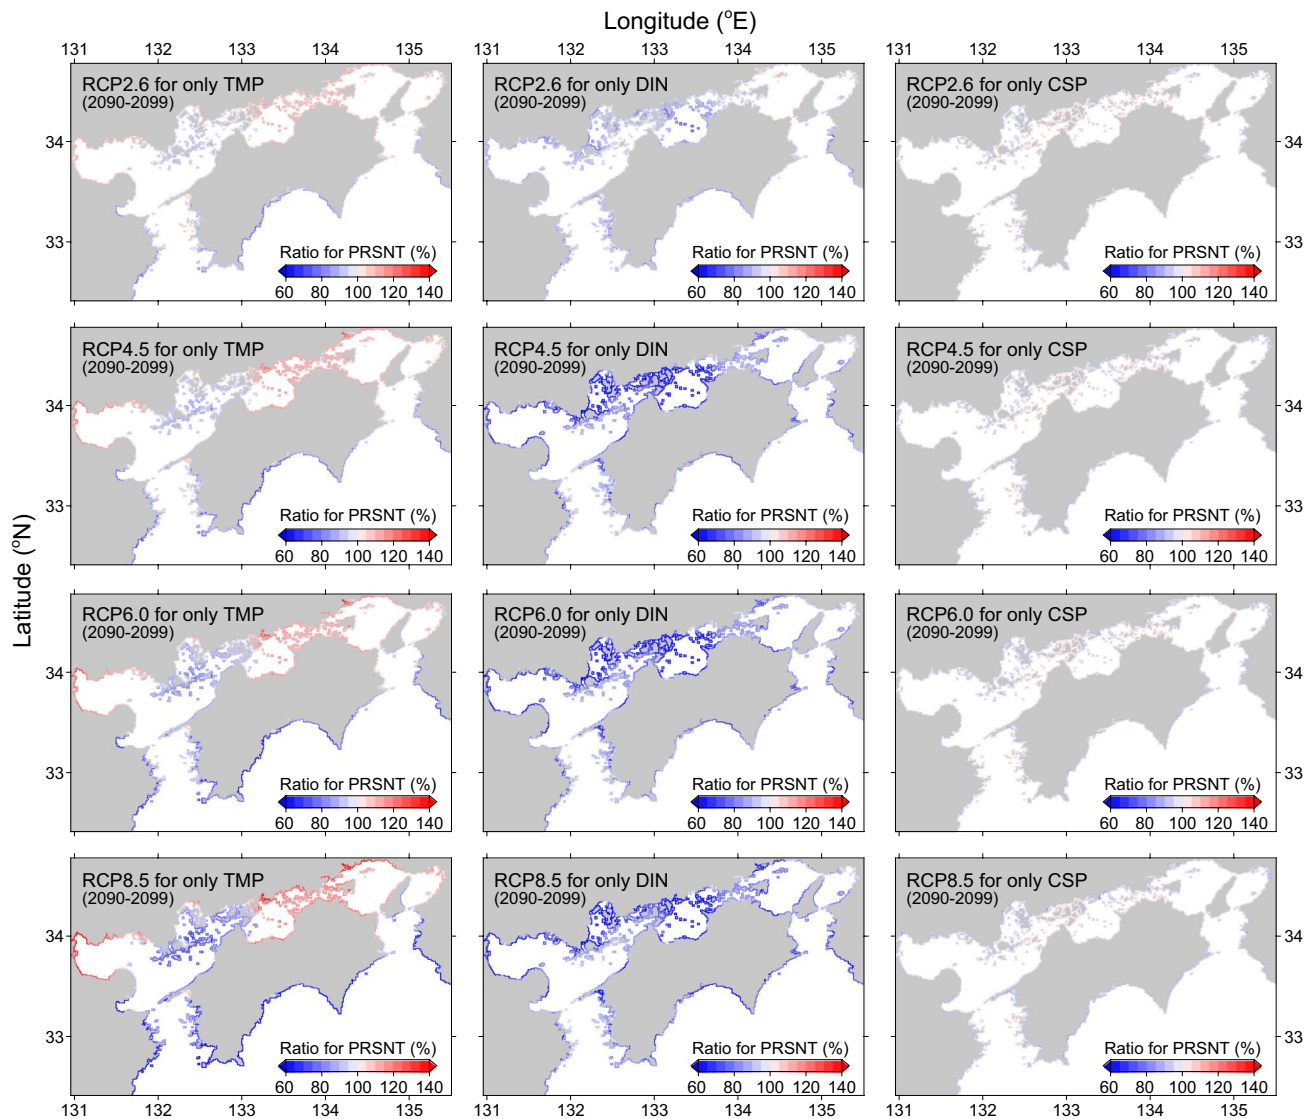 Longitude (°E)
131 132 133 134 135 131 132 133 134 135 131 132 133 134 135
Latitude (°N)
RCP2.6 for only TMP
(2090-2099)
34
33
Ratio for PRSNT (%)
60 80 100 120 140
RCP2.6 for only DIN
(2090-2099)
Ratio for PRSNT (%)
60 80 100 120 140
RCP2.6 for only CSP
(2090-2099)
34
33
Ratio for PRSNT (%)
60 80 100 120 140
RCP4.5 for only TMP
(2090-2099)
34
33
Ratio for PRSNT (%)
60 80 100 120 140
RCP4.5 for only DIN
(2090-2099)
Ratio for PRSNT (%)
60 80 100 120 140
RCP4.5 for only CSP
(2090-2099)
34
33
Ratio for PRSNT (%)
60 80 100 120 140
RCP6.0 for only TMP
(2090-2099)
34
33
Ratio for PRSNT (%)
60 80 100 120 140
RCP6.0 for only DIN
(2090-2099)
Ratio for PRSNT (%)
60 80 100 120 140
RCP6.0 for only CSP
(2090-2099)
34
33
Ratio for PRSNT (%)
60 80 100 120 140
RCP8.5 for only TMP
(2090-2099)
34
33
Ratio for PRSNT (%)
60 80 100 120 140
RCP8.5 for only DIN
(2090-2099)
Ratio for PRSNT (%)
60 80 100 120 140
RCP8.5 for only CSP
(2090-2099)
34
33
Ratio for PRSNT (%)
60 80 100 120 140
131 132 133 134 135 131 132 133 134 135 131 132 133 134 135